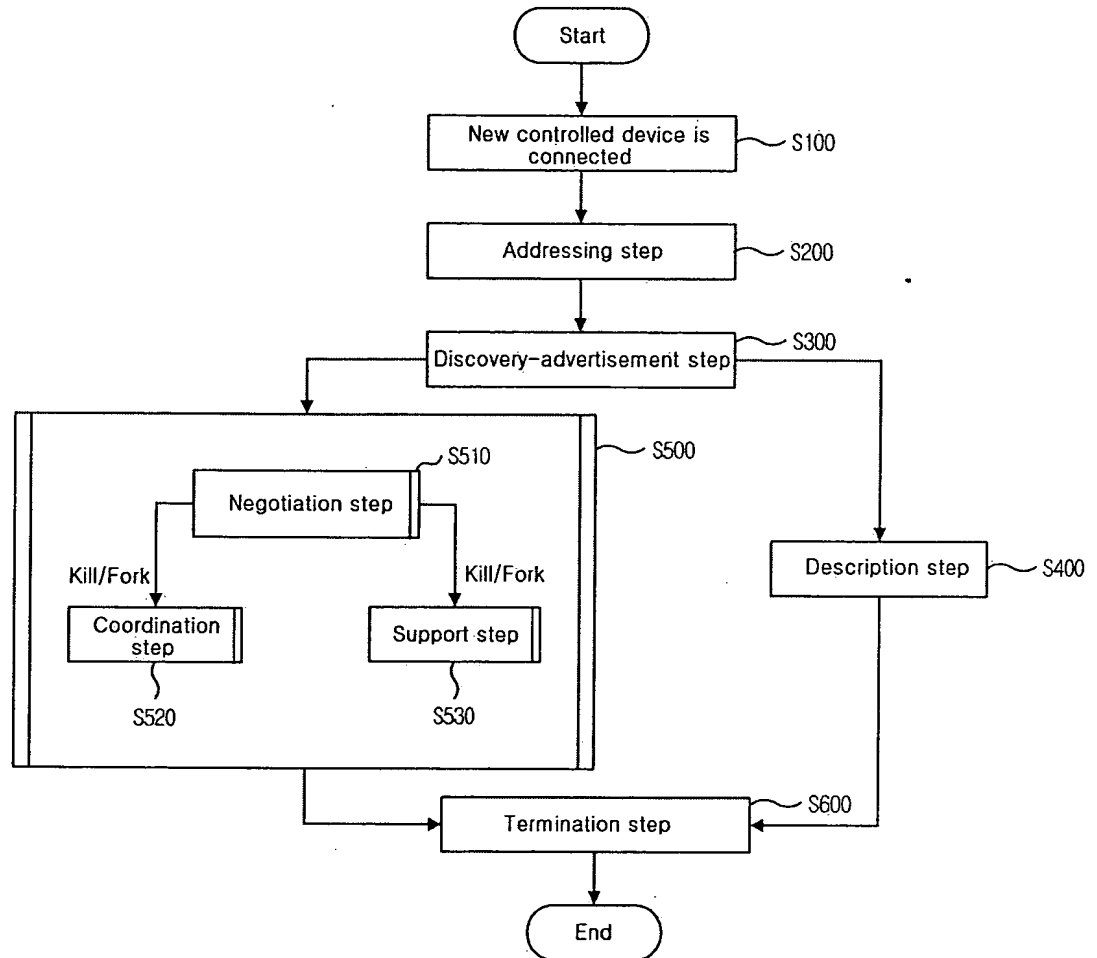 Start
New controlled device is
connected
S100
Addressing step
S200
Discovery-advertisement step
S300
S500
Negotiation step
S510
Kill/Fork
Kill/Fork
Coordination
step
Support step
S520
S530
Description step
S400
Termination step
S600
End